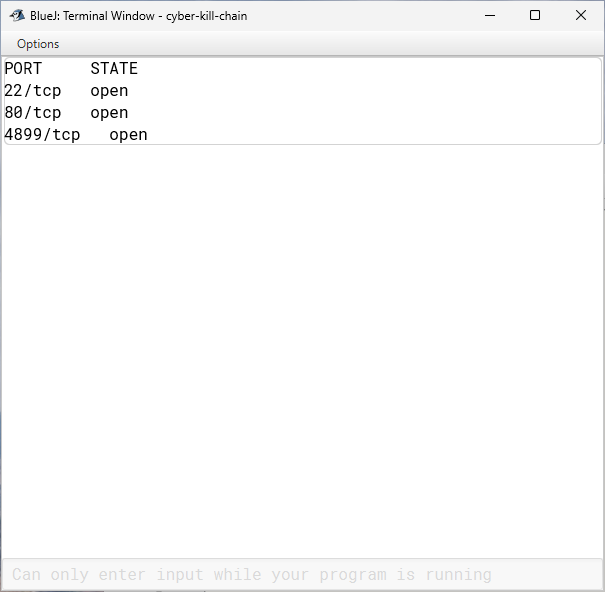 BlueJ: Terminal Window - cyber-kill-chain
Options
PORT     STATE
22/tcp   open
80/tcp   open
4899/tcp   open
Can only enter input while your program is running